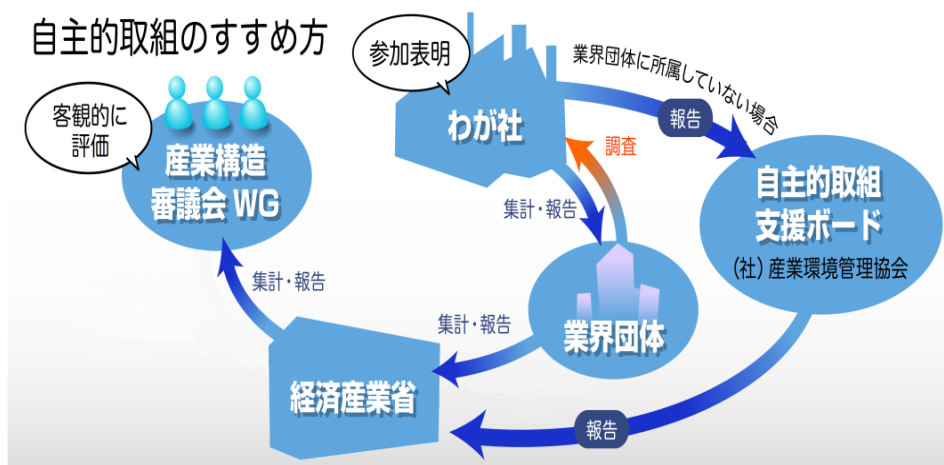 自主的取組のすすめ方
客観的に
評価
産業構造
審議会 WG
参加表明
わが社
業界団体に所属していない場合
報告
調査
集計・報告
自主的取組
支援ボード
(社)産業環境管理協会
業界団体
集計・報告
集計・報告
経済産業省
報告